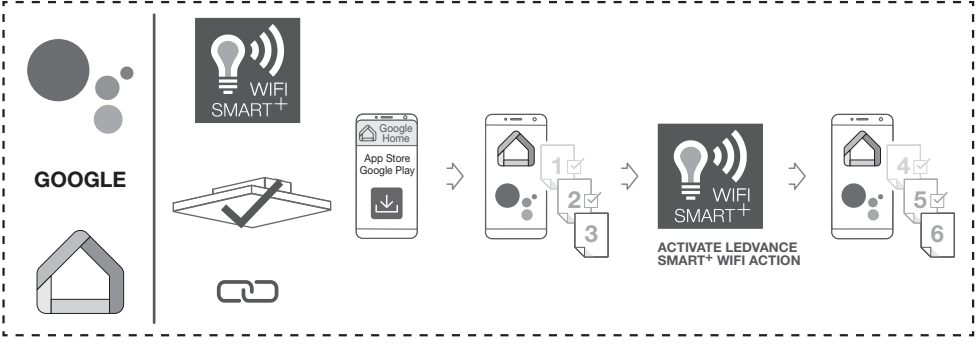 GOOGLE
WIFI
SMART+
Google
Home
App Store
Google Play
1
2
3
WIFI
SMART+
ACTIVATE LEDVANCE
SMART+ WIFI ACTION
4
5
6